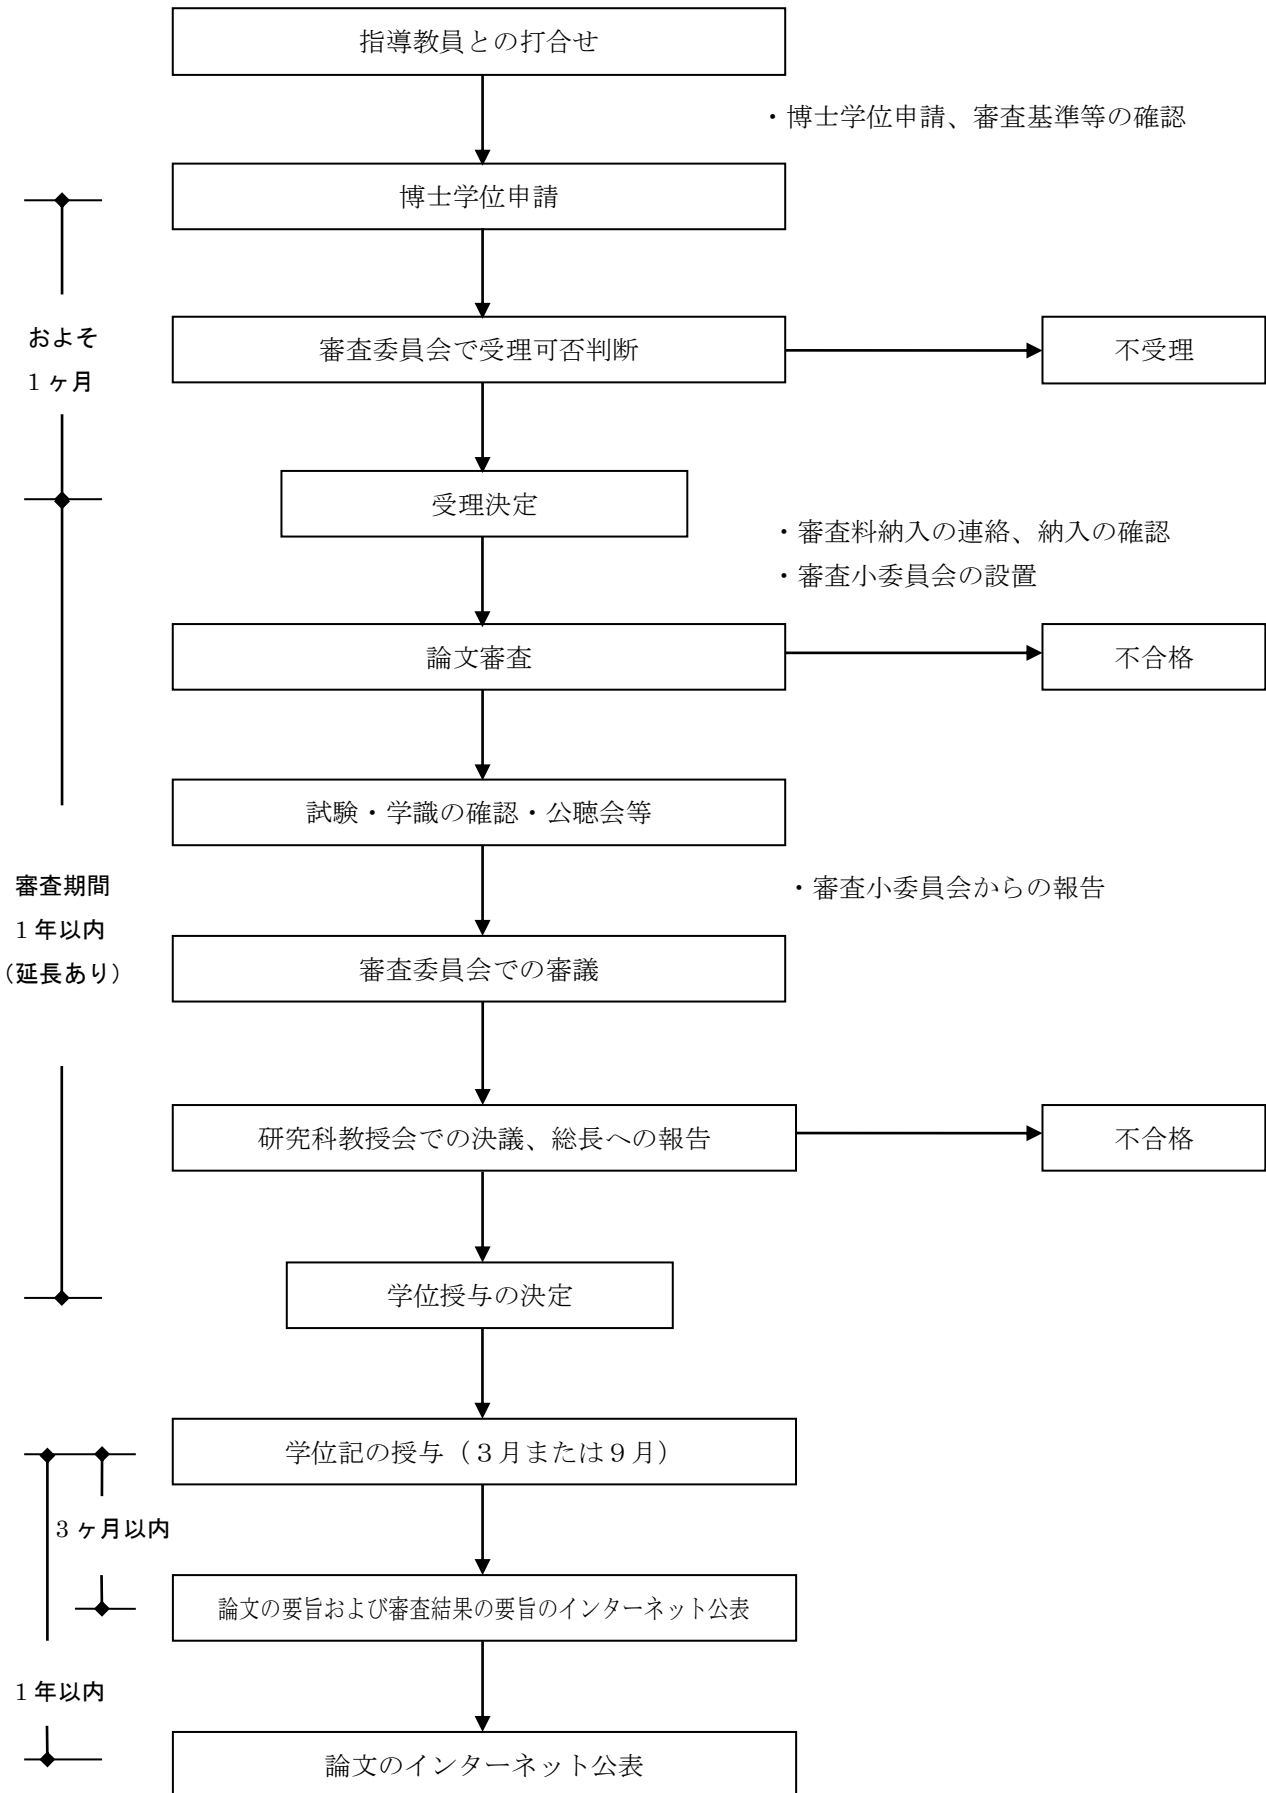 指導教員との打合せ
・博士学位申請、審査基準等の確認
博士学位申請
およそ
1ヶ月
審査委員会で受理可否判断
不受理
受理決定
・審査料納入の連絡、納入の確認
・審査小委員会の設置
論文審査
不合格
試験・学識の確認・公聴会等
審査期間
1年以内
（延長あり）
・審査小委員会からの報告
審査委員会での審議
研究科教授会での決議、総長への報告
不合格
学位授与の決定
学位記の授与（３月または９月）
3ヶ月以内
論文の要旨および審査結果の要旨のインターネット公表
1年以内
論文のインターネット公表